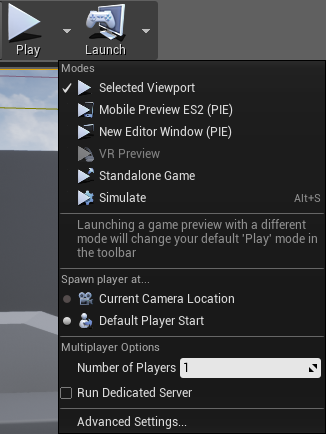 Play Launch
Modes
Selected Viewport
Mobile Preview ES2 (PIE)
New Editor Window (PIE)
VR Preview
Standalone Game
Simulate Alt+S
Launching a game preview with a different
mode will change your default 'Play' mode in
the toolbar
Spawn player at...
Current Camera Location
Default Player Start
Multiplayer Options
Number of Players 1
Run Dedicated Server
Advanced Settings...